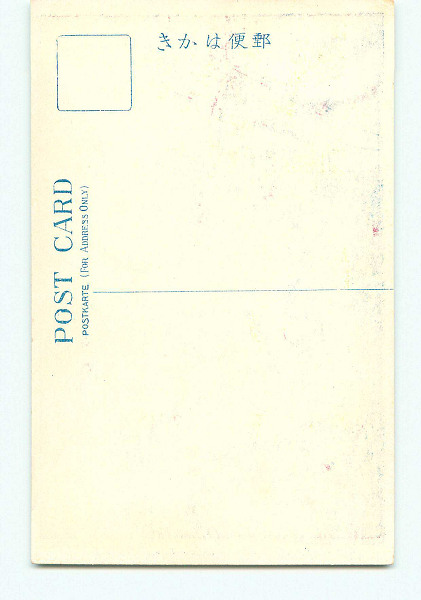 郵便はかき
POST CARD
POSTKARTE (FOR ADDRESS ONLY)